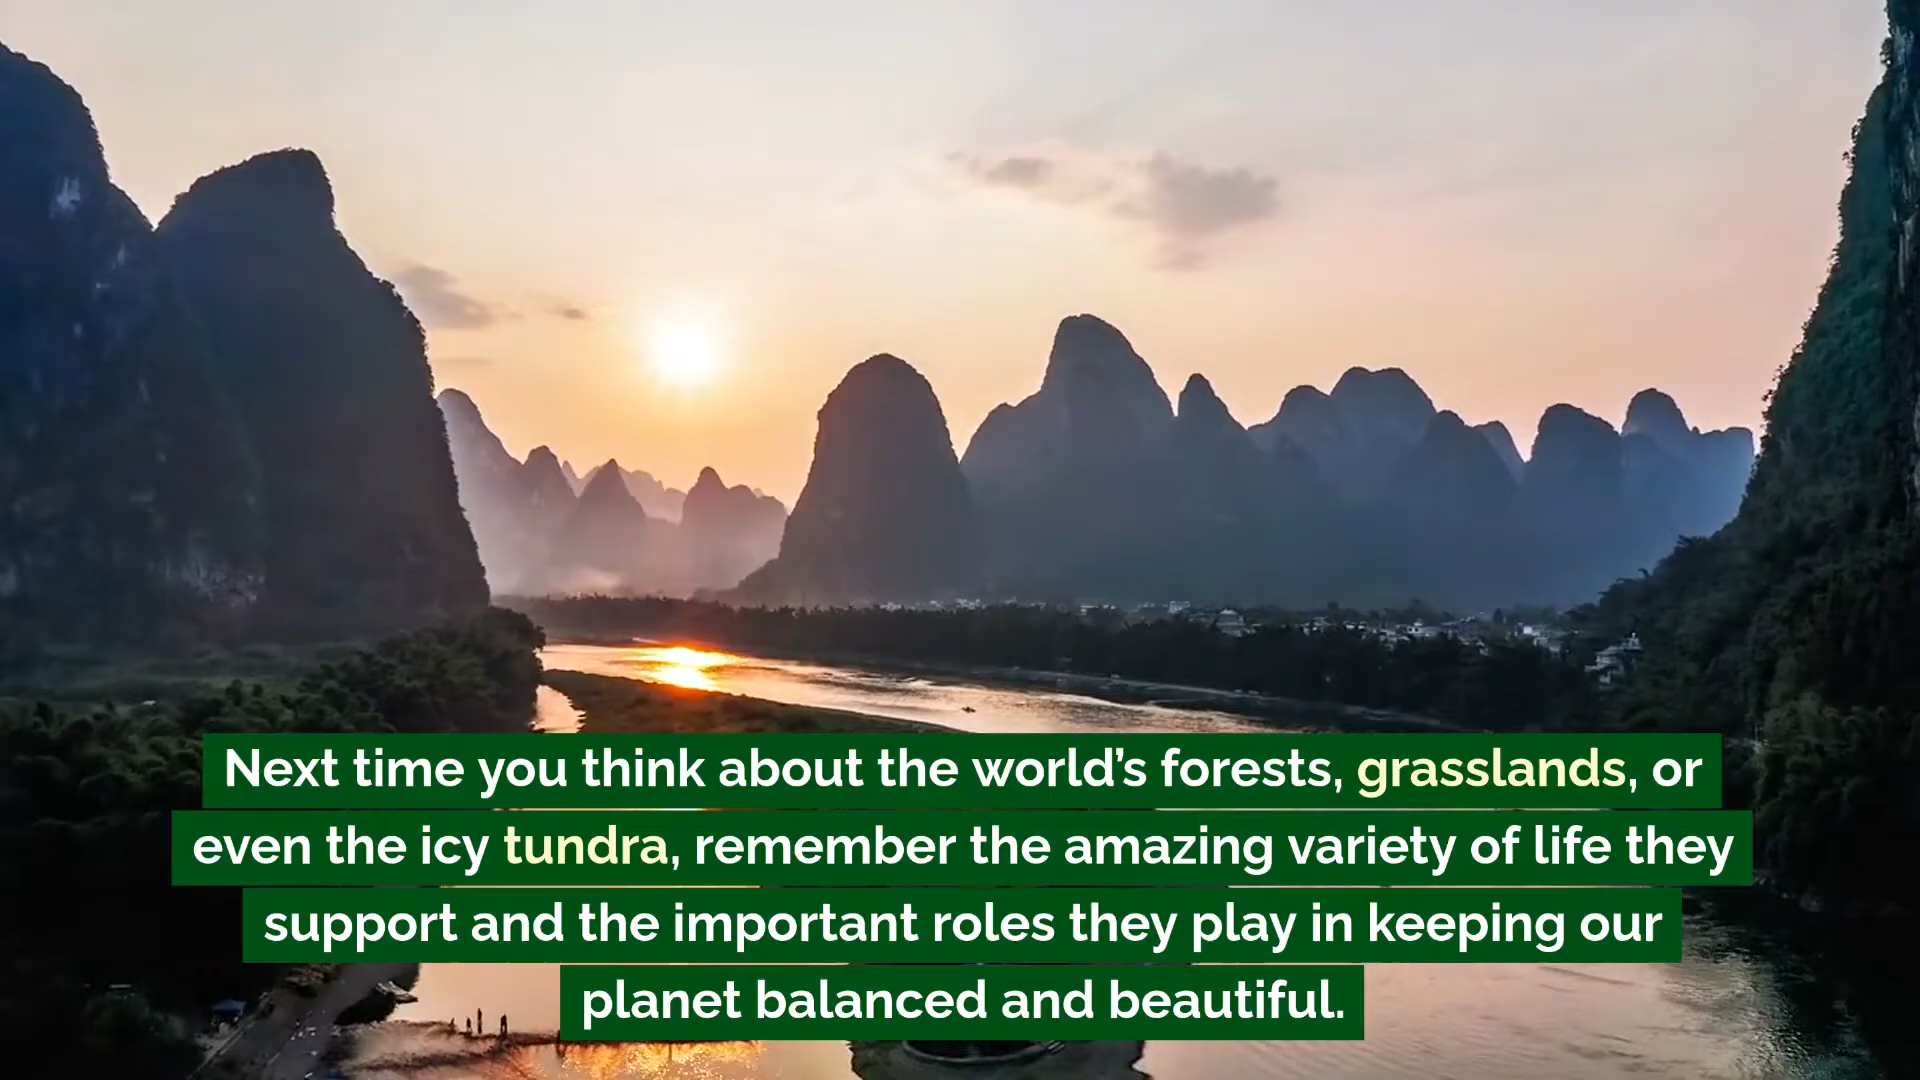 Next time you think about the world’s forests, grasslands, or
even the icy tundra, remember the amazing variety of life they
support and the important roles they play in keeping our
planet balanced and beautiful.